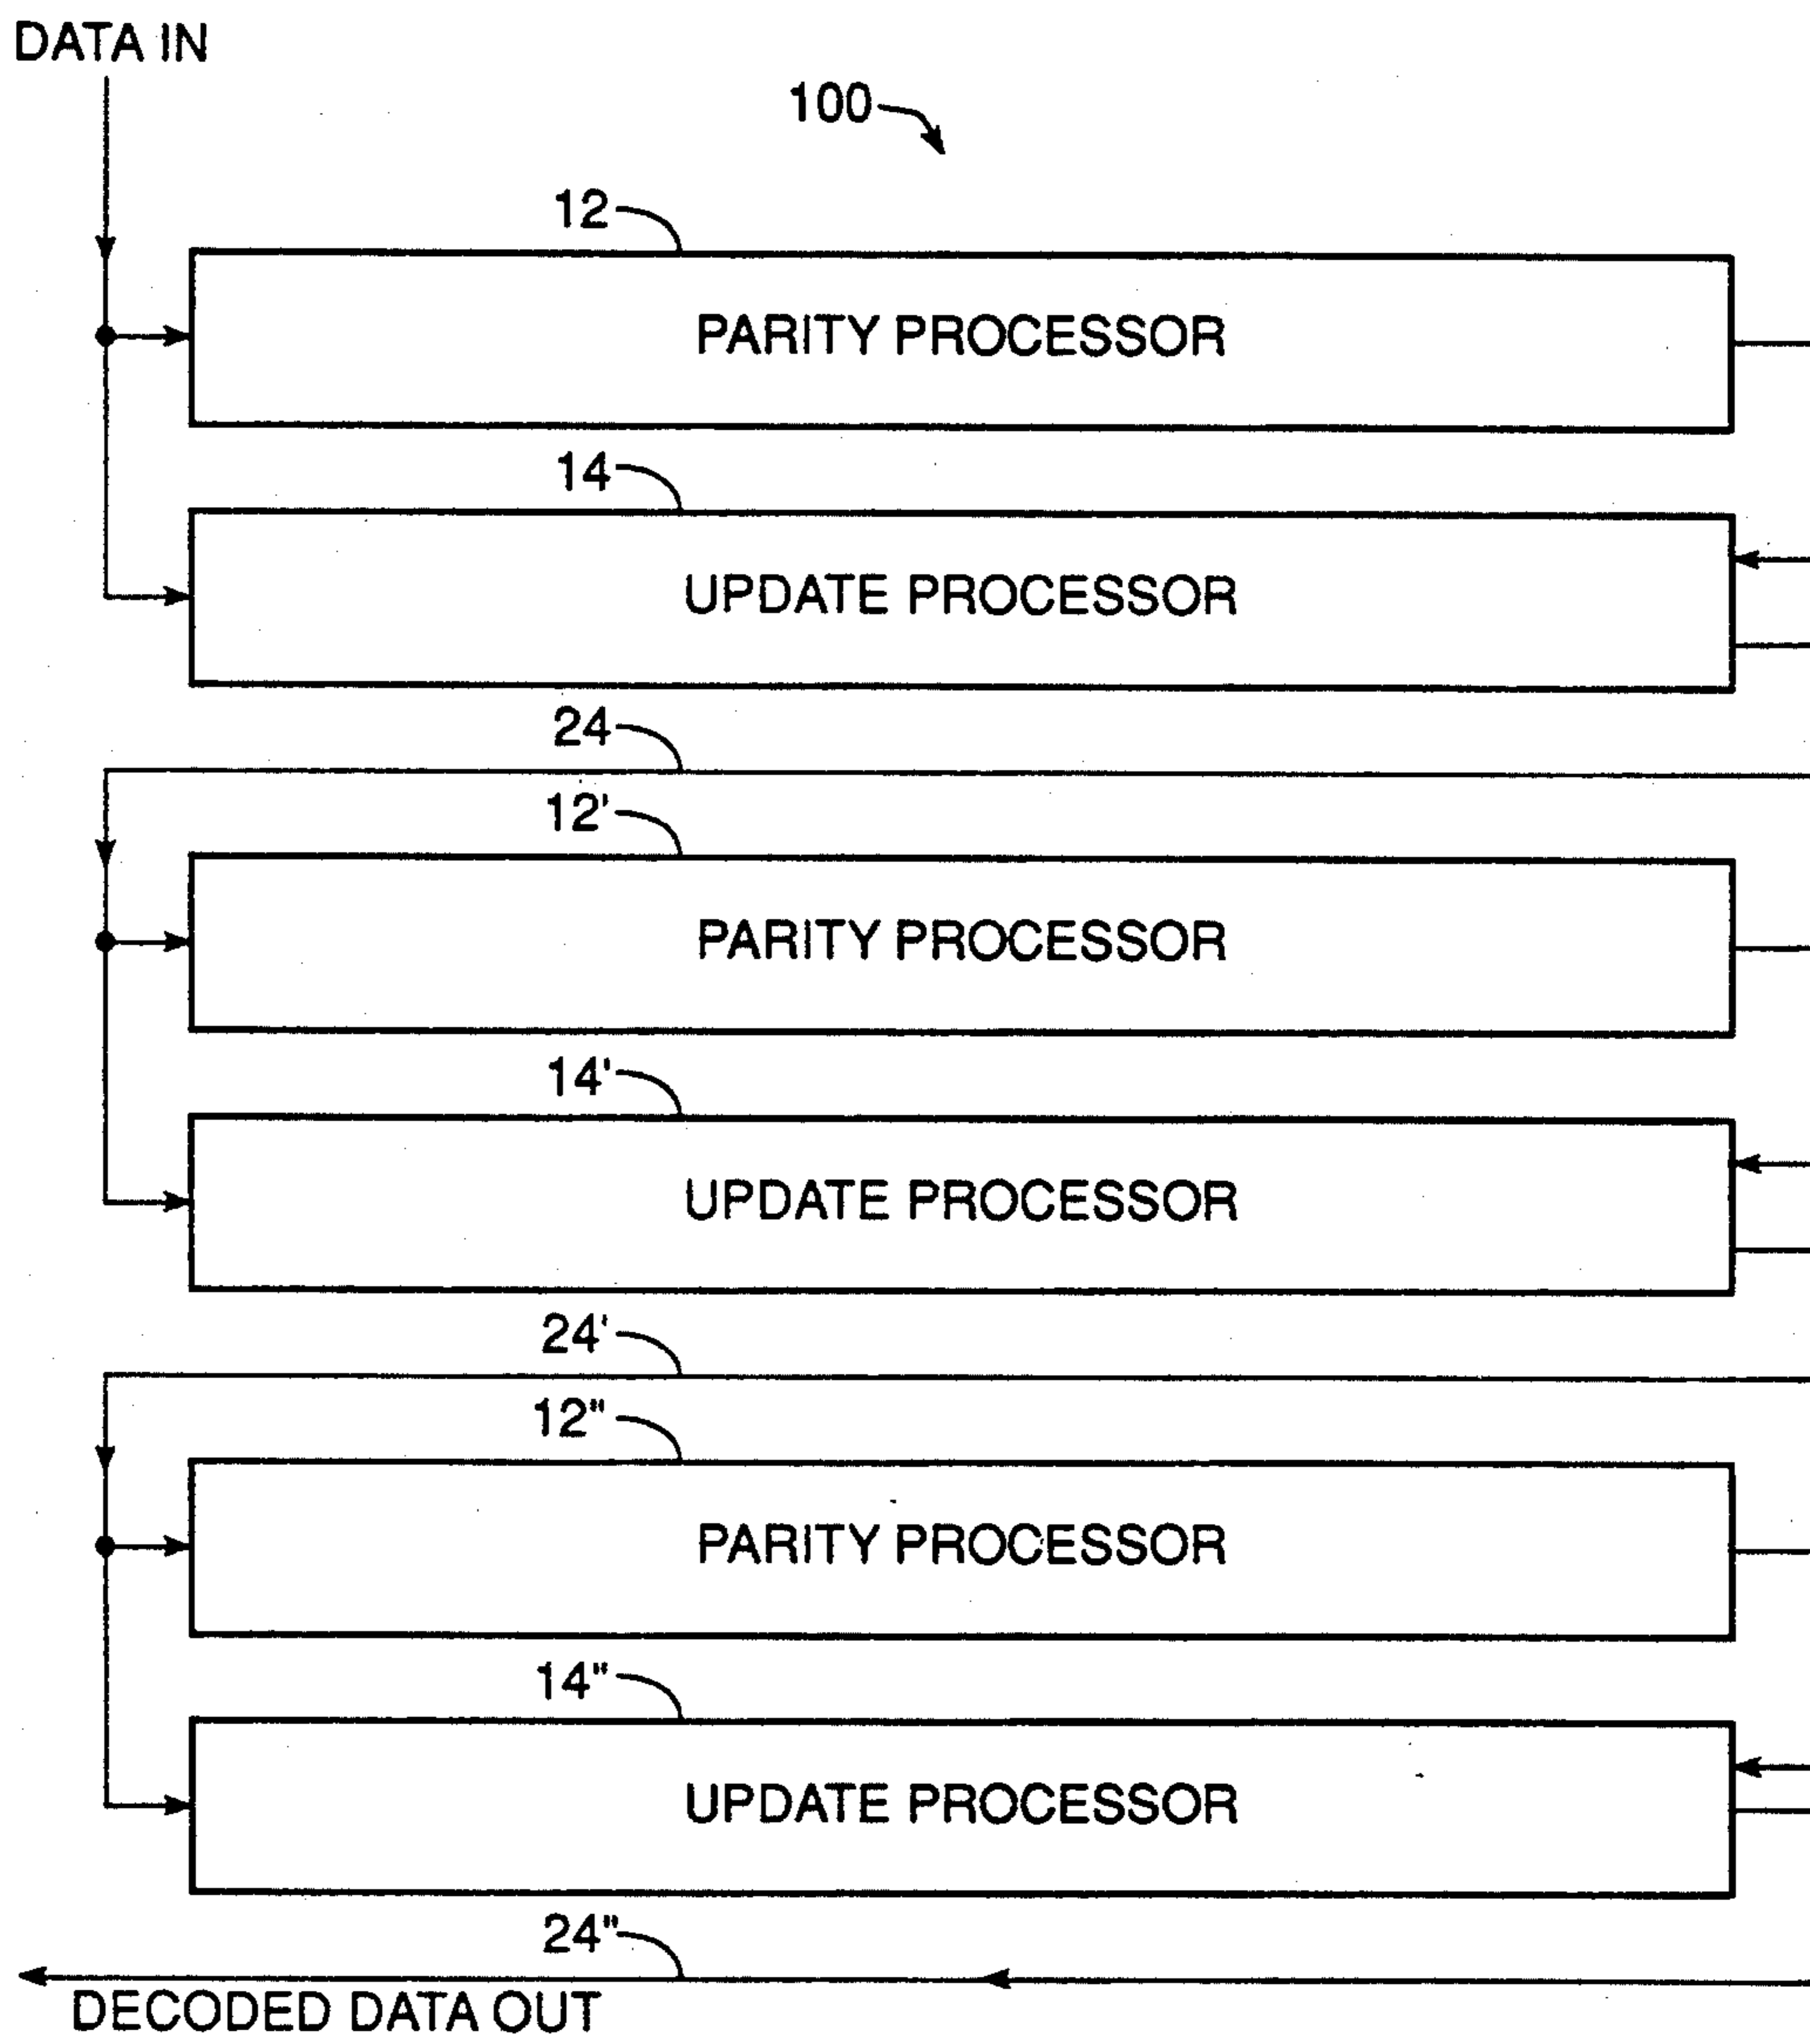 DATA IN
100
12
PARITY PROCESSOR
14
UPDATE PROCESSOR
24
12'
PARITY PROCESSOR
14'
UPDATE PROCESSOR
24'
12"
PARITY PROCESSOR
14"
UPDATE PROCESSOR
24"
DECODED DATA OUT